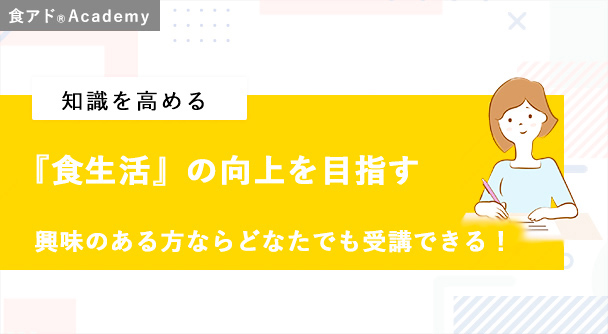 食アド®Academy
知識を高める
『食生活』の向上を目指す
興味のある方ならどなたでも受講できる！